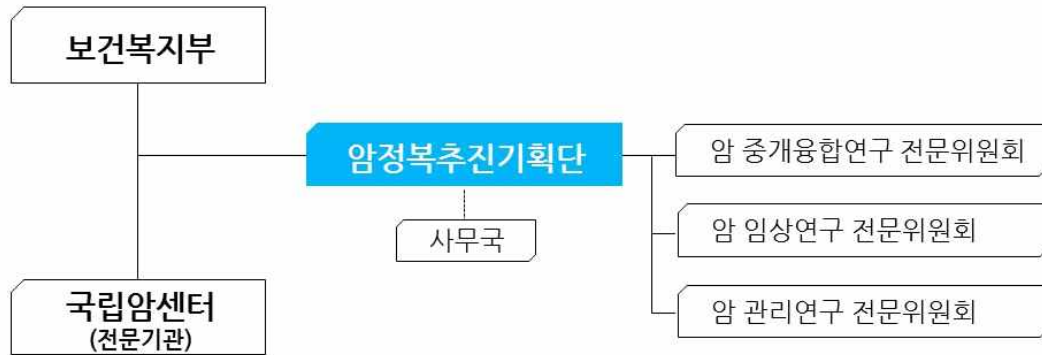 보건복지부
암정복추진기획단
사무국
암 중개융합연구 전문위원회
암 임상연구 전문위원회
암 관리연구 전문위원회
국립암센터
(전문기관)